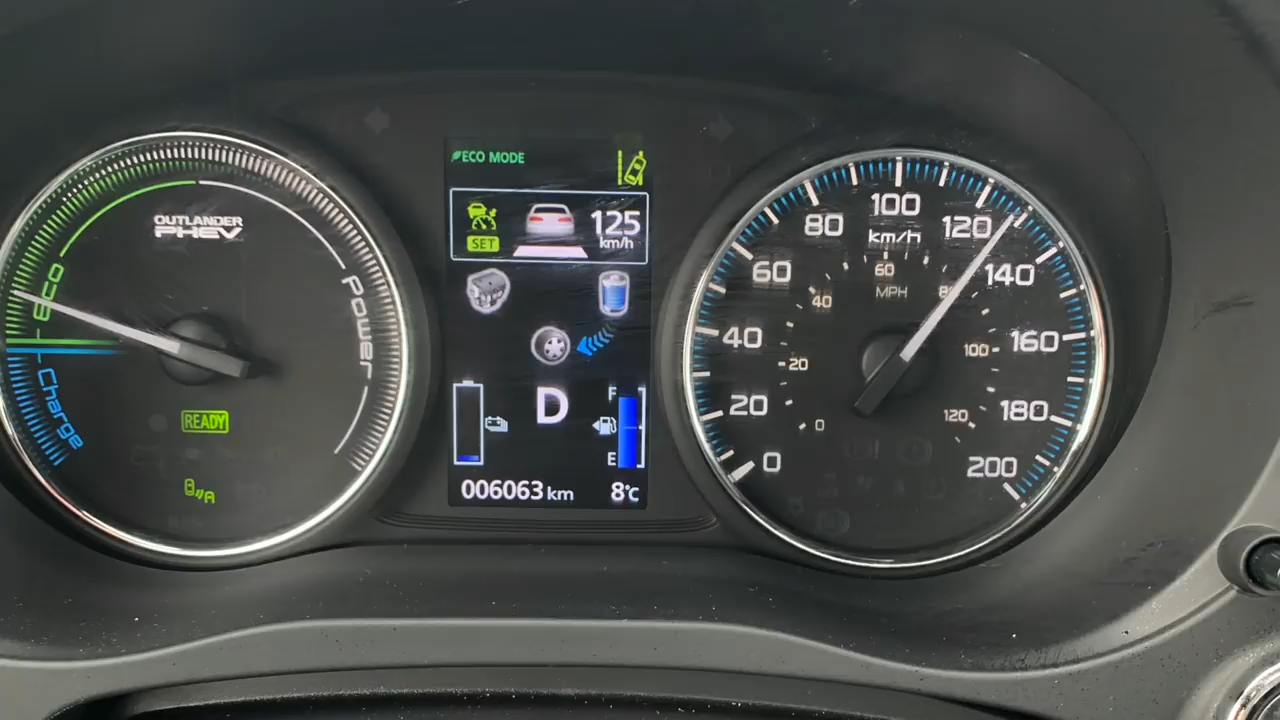 OUTLANDER
PHEV
Eco
Charge
Power
READY
A
ECO MODE
SET
125
km/h
D
F
E
006063 km
8°C
0
20
40
60
80
100
120
140
160
180
200
km/h
MPH
0
20
40
60
100
120